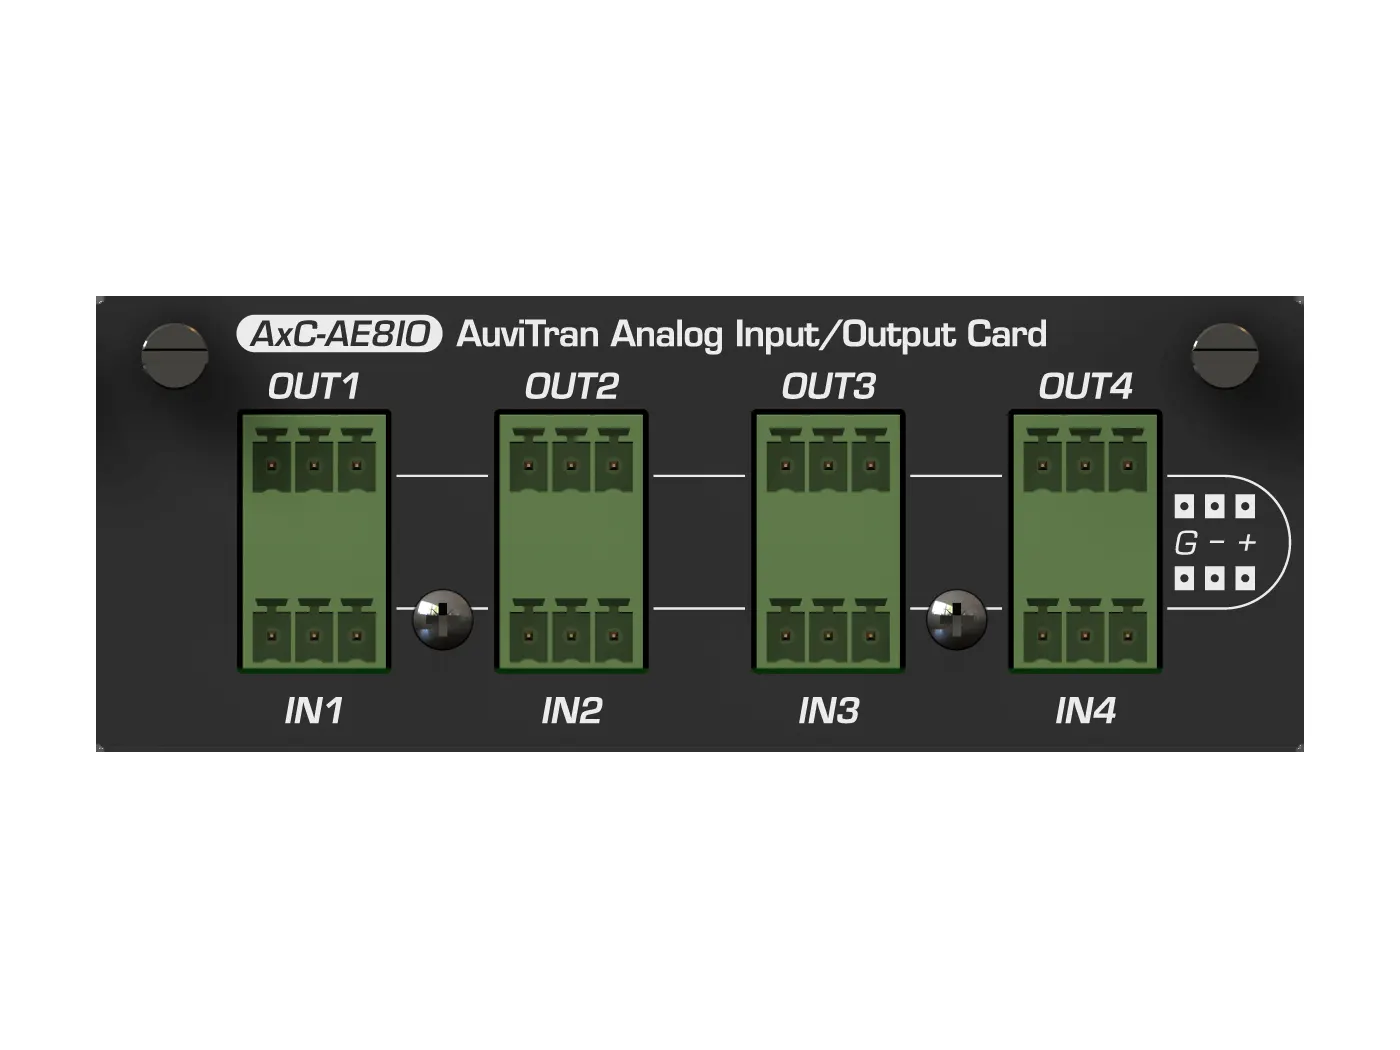 AxC-AE8IO AuviTran Analog Input/Output Card
OUT1 OUT2 OUT3 OUT4
G - +
IN1 IN2 IN3 IN4